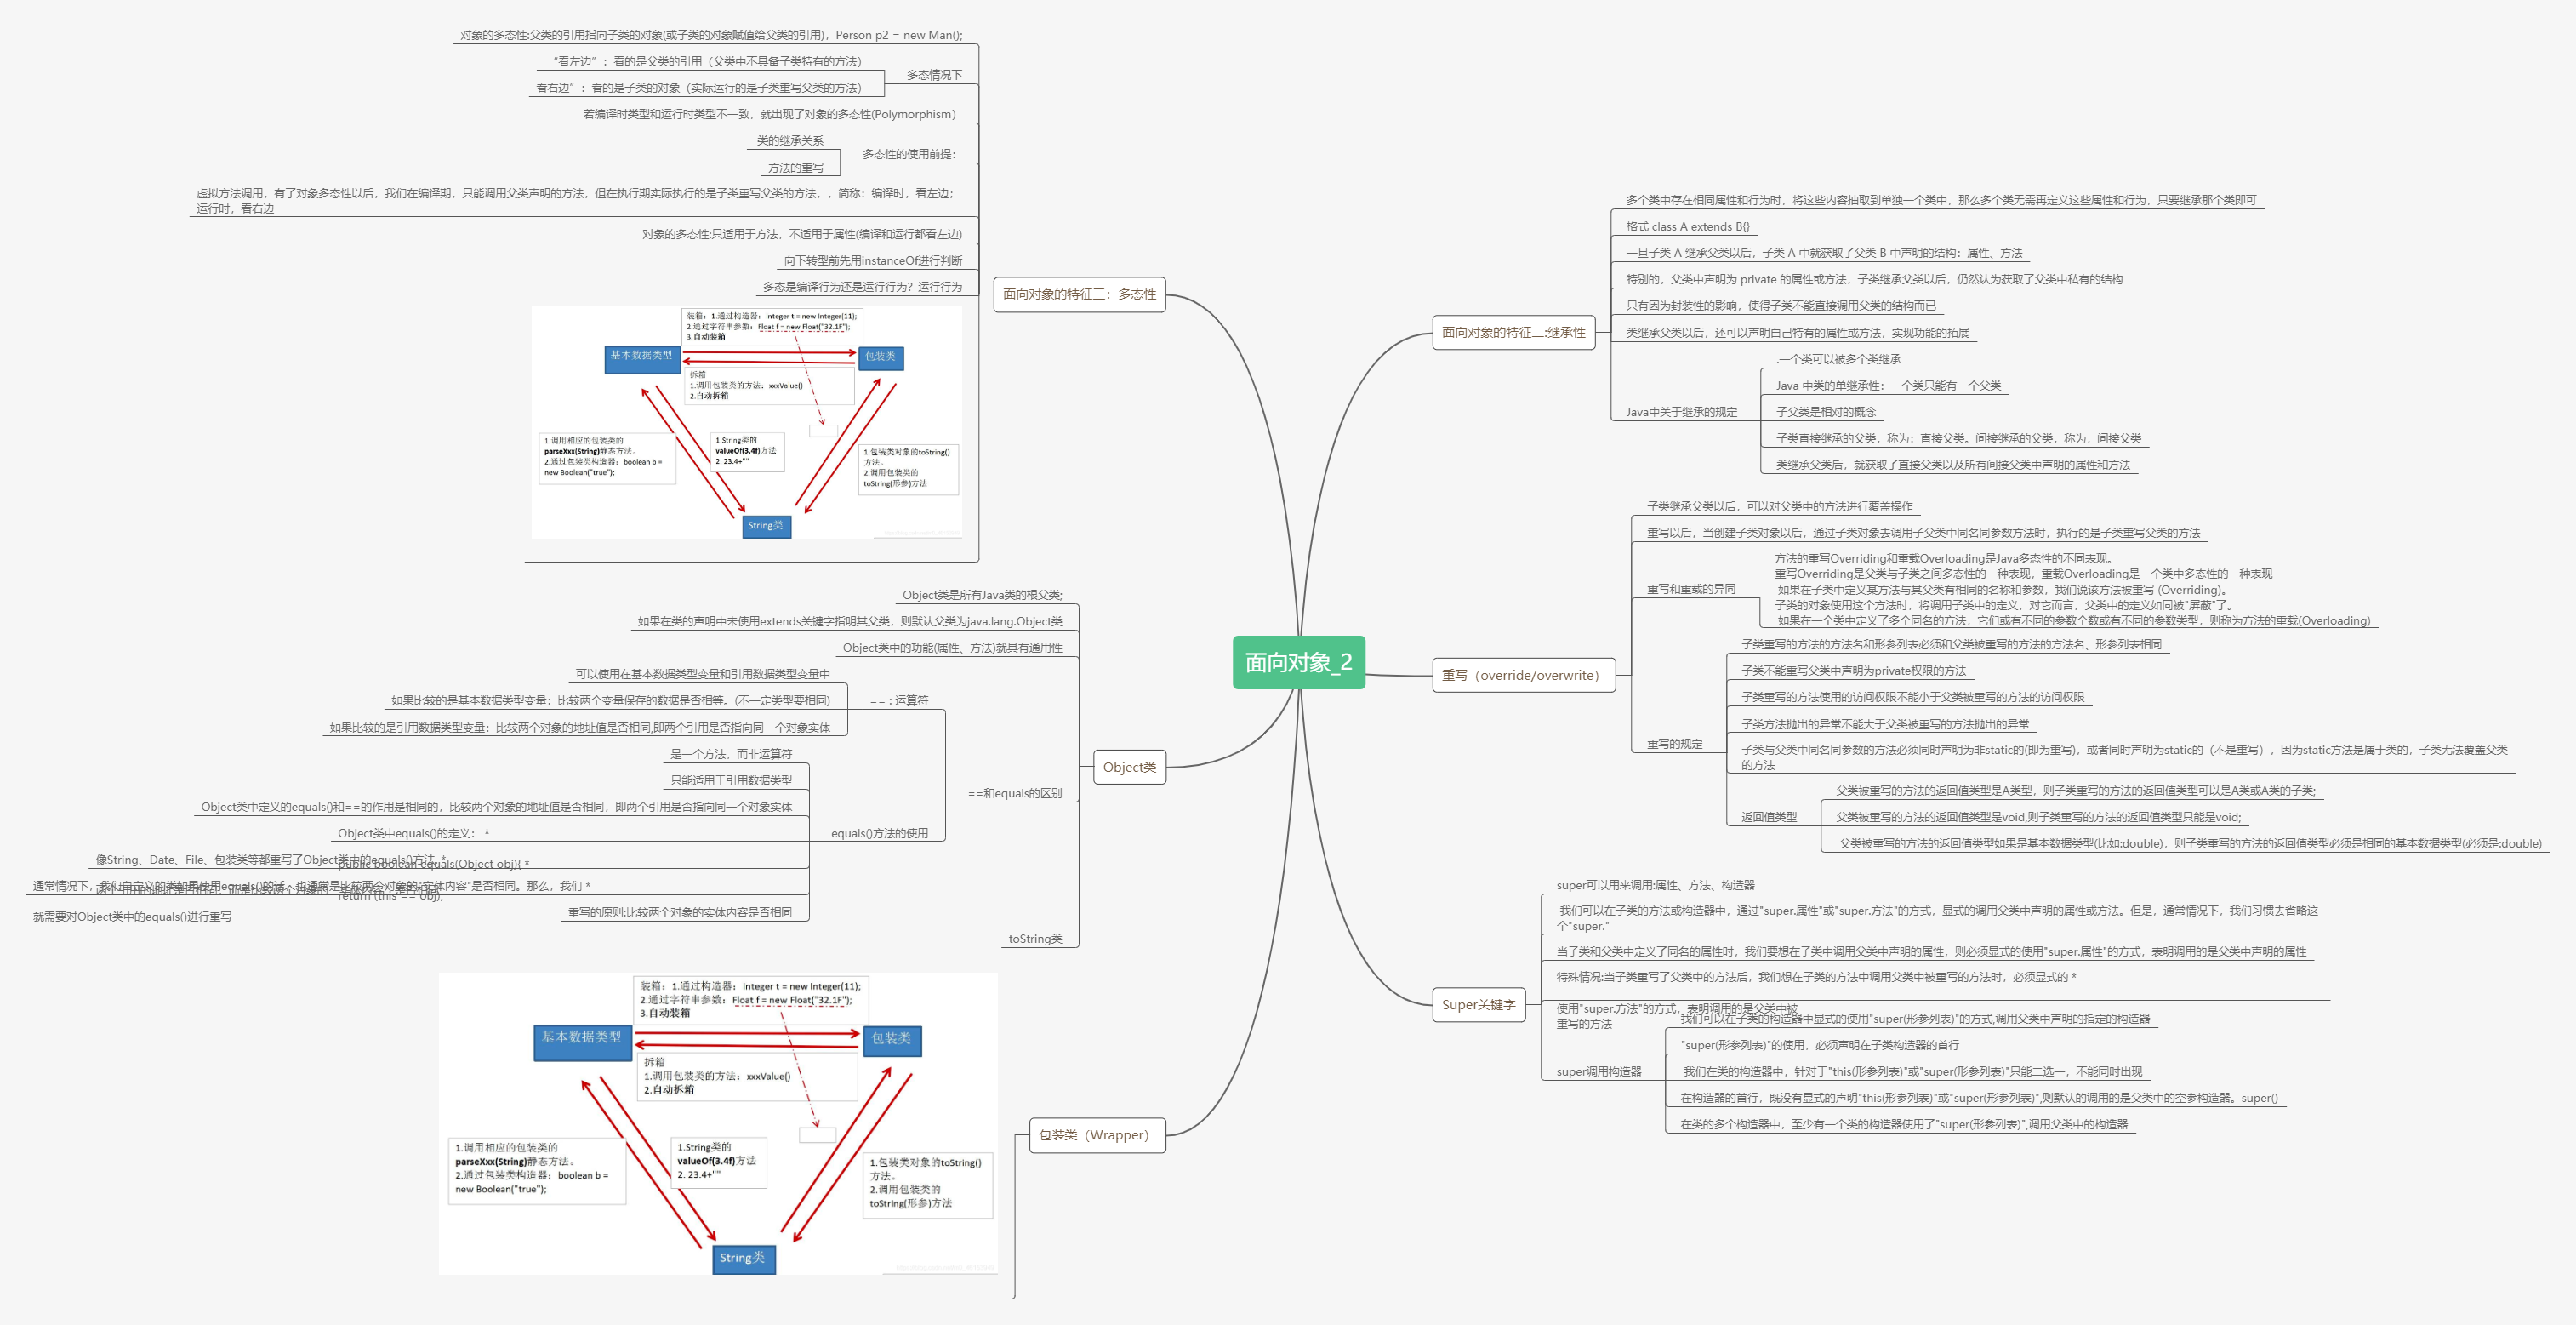 面向对象_2
面向对象的特征二:继承性
多个类中存在相同属性和行为时，将这些内容抽取到单独一个类中，那么多个类无需再定义这些属性和行为，只要继承那个类即可
格式 class A extends B{}
一旦子类 A 继承父类以后，子类 A 中就获取了父类 B 中声明的结构：属性、方法
特别的，父类中声明为 private 的属性或方法，子类继承父类以后，仍然认为获取了父类中私有的结构
只有因为封装性的影响，使得子类不能直接调用父类的结构而已
类继承父类以后，还可以声明自己特有的属性或方法，实现功能的拓展
Java中关于继承的规定
.一个类可以被多个类继承
Java 中类的单继承性：一个类只能有一个父类
子父类是相对的概念
子类直接继承的父类，称为：直接父类。间接继承的父类，称为，间接父类
类继承父类后，就获取了直接父类以及所有间接父类中声明的属性和方法
重写（override/overwrite）
子类继承父类以后，可以对父类中的方法进行覆盖操作
重写以后，当创建子类对象以后，通过子类对象去调用子父类中同名同参数方法时，执行的是子类重写父类的方法
重写和重载的异同
方法的重写Overriding和重载Overloading是Java多态性的不同表现。
重写Overriding是父类与子类之间多态性的一种表现，重载Overloading是一个类中多态性的一种表现
如果在子类中定义某方法与其父类有相同的名称和参数，我们说该方法被重写 (Overriding)。
子类的对象使用这个方法时，将调用子类中的定义，对它而言，父类中的定义如同被"屏蔽"了。
如果在一个类中定义了多个同名的方法，它们或有不同的参数个数或有不同的参数类型，则称为方法的重载(Overloading)
重写的规定
子类重写的方法的方法名和形参列表必须和父类被重写的方法的方法名、形参列表相同
子类不能重写父类中声明为private权限的方法
子类重写的方法使用的访问权限不能小于父类被重写的方法的访问权限
子类方法抛出的异常不能大于父类被重写的方法抛出的异常
子类与父类中同名同参数的方法必须同时声明为非static的(即为重写)，或者同时声明为static的（不是重写），因为static方法是属于类的，子类无法覆盖父类
的方法
返回值类型
父类被重写的方法的返回值类型是A类型，则子类重写的方法的返回值类型可以是A类或A类的子类;
父类被重写的方法的返回值类型是void,则子类重写的方法的返回值类型只能是void;
父类被重写的方法的返回值类型如果是基本数据类型(比如:double)，则子类重写的方法的返回值类型必须是相同的基本数据类型(必须是:double)
Super关键字
super可以用来调用:属性、方法、构造器
我们可以在子类的方法或构造器中，通过"super.属性"或"super.方法"的方式，显式的调用父类中声明的属性或方法。但是，通常情况下，我们习惯去省略这
个"super."
当子类和父类中定义了同名的属性时，我们要想在子类中调用父类中声明的属性，则必须显式的使用"super.属性"的方式，表明调用的是父类中声明的属性
特殊情况:当子类重写了父类中的方法后，我们想在子类的方法中调用父类中被重写的方法时，必须显式的 *
使用"super.方法"的方式，表明调用的是父类中被
重写的方法
super调用构造器
我们可以在子类的构造器中显式的使用"super(形参列表)"的方式,调用父类中声明的指定的构造器
"super(形参列表)"的使用，必须声明在子类构造器的首行
我们在类的构造器中，针对于"this(形参列表)"或"super(形参列表)"只能二选一，不能同时出现
在构造器的首行，既没有显式的声明"this(形参列表)"或"super(形参列表)",则默认的调用的是父类中的空参构造器。super()
在类的多个构造器中，至少有一个类的构造器使用了"super(形参列表)",调用父类中的构造器
面向对象的特征三：多态性
对象的多态性:父类的引用指向子类的对象(或子类的对象赋值给父类的引用)，Person p2 = new Man();
多态情况下
“看左边”：看的是父类的引用（父类中不具备子类特有的方法）
看右边”：看的是子类的对象（实际运行的是子类重写父类的方法）
若编译时类型和运行时类型不一致，就出现了对象的多态性(Polymorphism)
多态性的使用前提：
类的继承关系
方法的重写
虚拟方法调用，有了对象多态性以后，我们在编译期，只能调用父类声明的方法，但在执行期实际执行的是子类重写父类的方法，，简称：编译时，看左边；
运行时，看右边
对象的多态性:只适用于方法，不适用于属性(编译和运行都看左边)
向下转型前先用instanceOf进行判断
多态是编译行为还是运行行为？运行行为
装箱：1.通过构造器：Integer t = new Integer(11);
2.通过字符串参数：Float f = new Float("32.1F");
3.自动装箱
基本数据类型
包装类
拆箱
1.调用包装类的方法：xxxValue()
2.自动拆箱
1.调用相应的包装类的
parseXxx(String)静态方法。
2.通过包装类构造器：boolean b =
new Boolean("true");
1.String类的
valueOf(3.4f)方法
2. 23.4+""
1.包装类对象的toString()
方法。
2.调用包装类的
toString(形参)方法
String类
Object类
Object类是所有Java类的根父类;
如果在类的声明中未使用extends关键字指明其父类，则默认父类为java.lang.Object类
Object类中的功能(属性、方法)就具有通用性
==和equals的区别
== : 运算符
可以使用在基本数据类型变量和引用数据类型变量中
如果比较的是基本数据类型变量：比较两个变量保存的数据是否相等。(不一定类型要相同)
如果比较的是引用数据类型变量：比较两个对象的地址值是否相同,即两个引用是否指向同一个对象实体
equals()方法的使用
是一个方法，而非运算符
只能适用于引用数据类型
Object类中定义的equals()和==的作用是相同的，比较两个对象的地址值是否相同，即两个引用是否指向同一个对象实体
Object类中equals()的定义： *
public boolean equals(Object obj){ *
return (this == obj);
像String、Date、File、包装类等都重写了Object类中的equals()方法. *
通常情况下，我们自定义的类如果使用equals()的话，也通常是比较两个对象的"实体内容"是否相同。那么，我们 *
就需要对Object类中的equals()进行重写
重写的原则:比较两个对象的实体内容是否相同
toString类
包装类（Wrapper）
装箱：1.通过构造器：Integer t = new Integer(11);
2.通过字符串参数：Float f = new Float("32.1F");
3.自动装箱
基本数据类型
包装类
拆箱
1.调用包装类的方法：xxxValue()
2.自动拆箱
1.调用相应的包装类的
parseXxx(String)静态方法。
2.通过包装类构造器：boolean b =
new Boolean("true");
1.String类的
valueOf(3.4f)方法
2. 23.4+""
1.包装类对象的toString()
方法。
2.调用包装类的
toString(形参)方法
String类